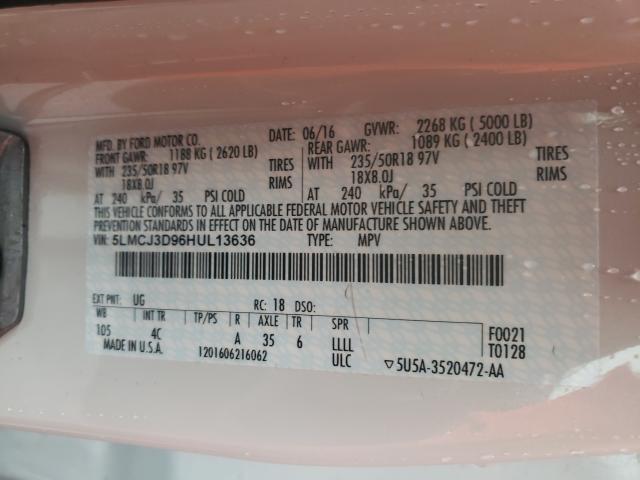 MFD. BY FORD MOTOR CO. DATE: 06/16 GVWR: 2268 KG ( 5000 LB)
FRONT GAWR: 1188 KG ( 2620 LB) REAR GAWR: 1089 KG ( 2400 LB)
WITH 235/50R18 97V TIRES WITH 235/50R18 97V TIRES
18X8.0J RIMS 18X8.0J RIMS
AT 240 kPa/ 35 PSI COLD AT 240 kPa/ 35 PSI COLD
THIS VEHICLE CONFORMS TO ALL APPLICABLE FEDERAL MOTOR VEHICLE SAFETY AND THEFT
PREVENTION STANDARDS IN EFFECT ON THE DATE OF MANUFACTURE SHOWN ABOVE.
VIN: 5LMCJ3D96HUL13636 TYPE: MPV
EXT PNT: UG RC: 18 DSO:
WB INT TR TP/PS R AXLE TR SPR F0021
105 4C A 35 6 LLLL T0128
MADE IN U.S.A. 1201606216062 ULC ▽5U5A-3520472-AA